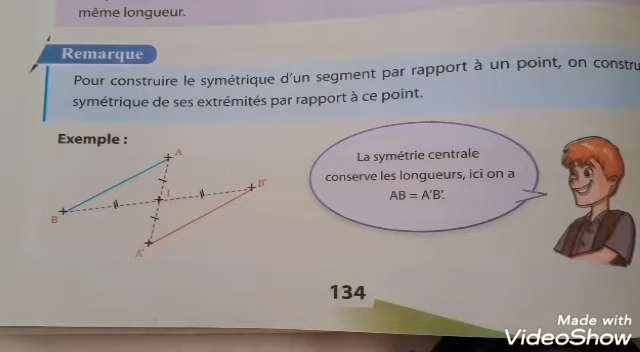 même longueur.
Remarque
Pour construire le symétrique d'un segment par rapport à un point, on constru
symétrique de ses extrémités par rapport à ce point.
Exemple :
A
I
B'
B
A'
La symétrie centrale
conserve les longueurs, ici on a
AB = A'B'.
134
Made with
VideoShow